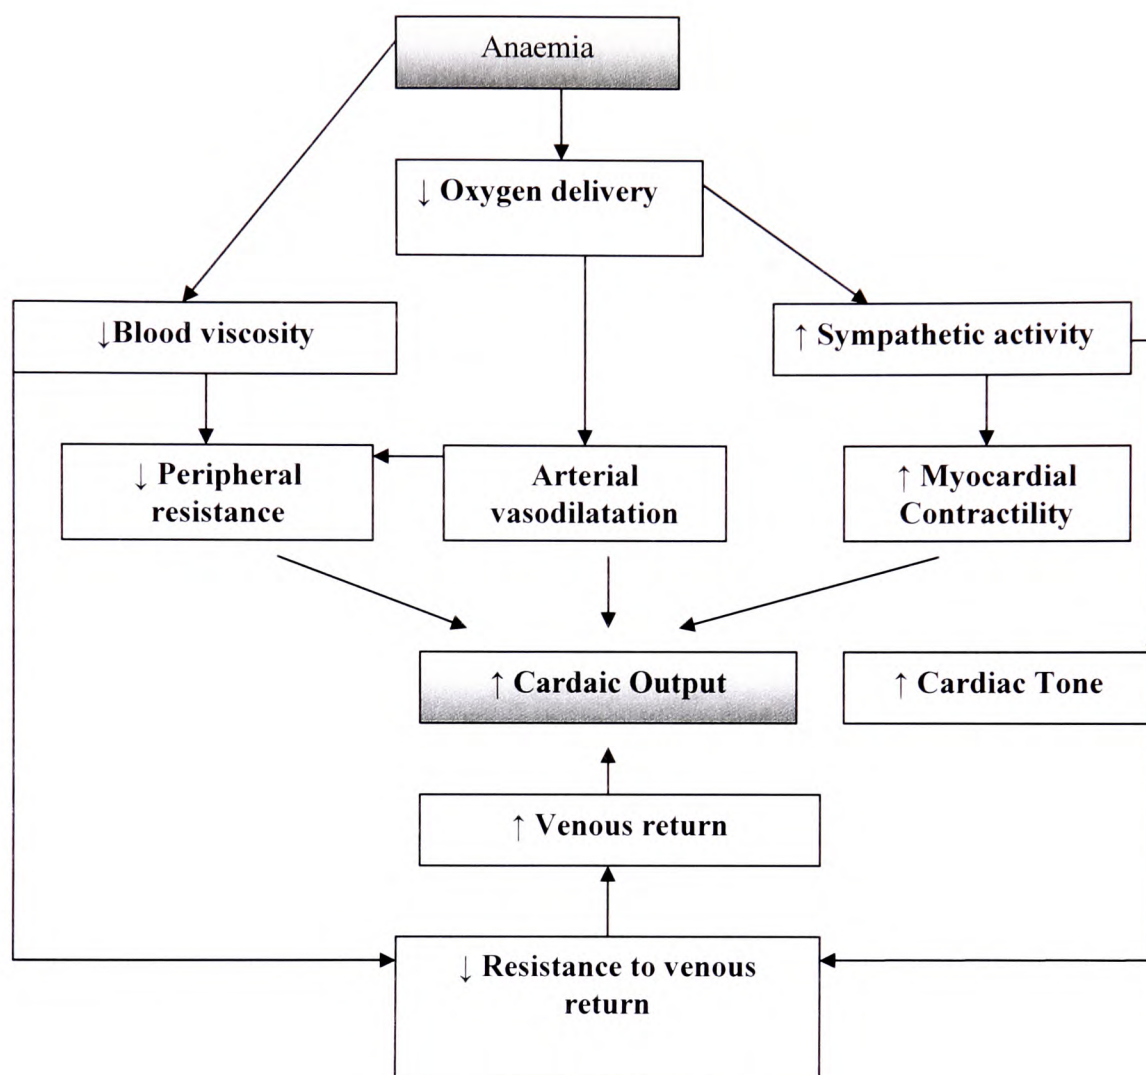 Anaemia
↓ Oxygen delivery
↓Blood viscosity
↑ Sympathetic activity
↓ Peripheral
resistance
Arterial
vasodilatation
↑ Myocardial
Contractility
↑ Cardaic Output
↑ Cardiac Tone
↑ Venous return
↓ Resistance to venous
return